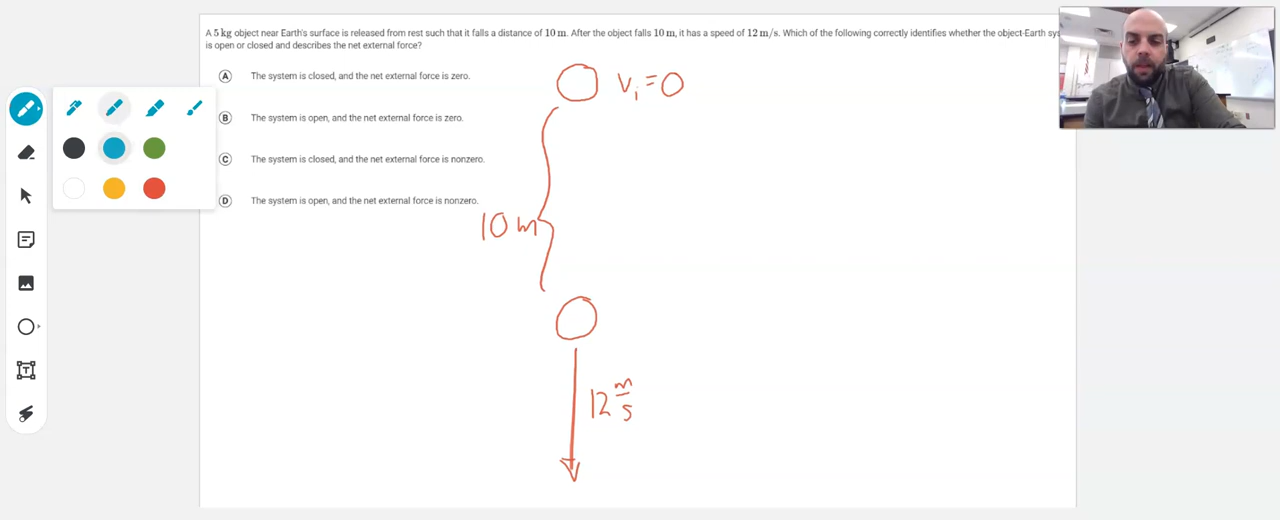 A 5 kg object near Earth's surface is released from rest such that it falls a distance of 10 m. After the object falls 10 m, it has a speed of 12 m/s. Which of the following correctly identifies whether the object-Earth
is open or closed and describes the net external force?
A The system is closed, and the net external force is zero.
B The system is open, and the net external force is zero.
C The system is closed, and the net external force is nonzero.
D The system is open, and the net external force is nonzero.
vᵢ = 0
10 m
12 m/s
T